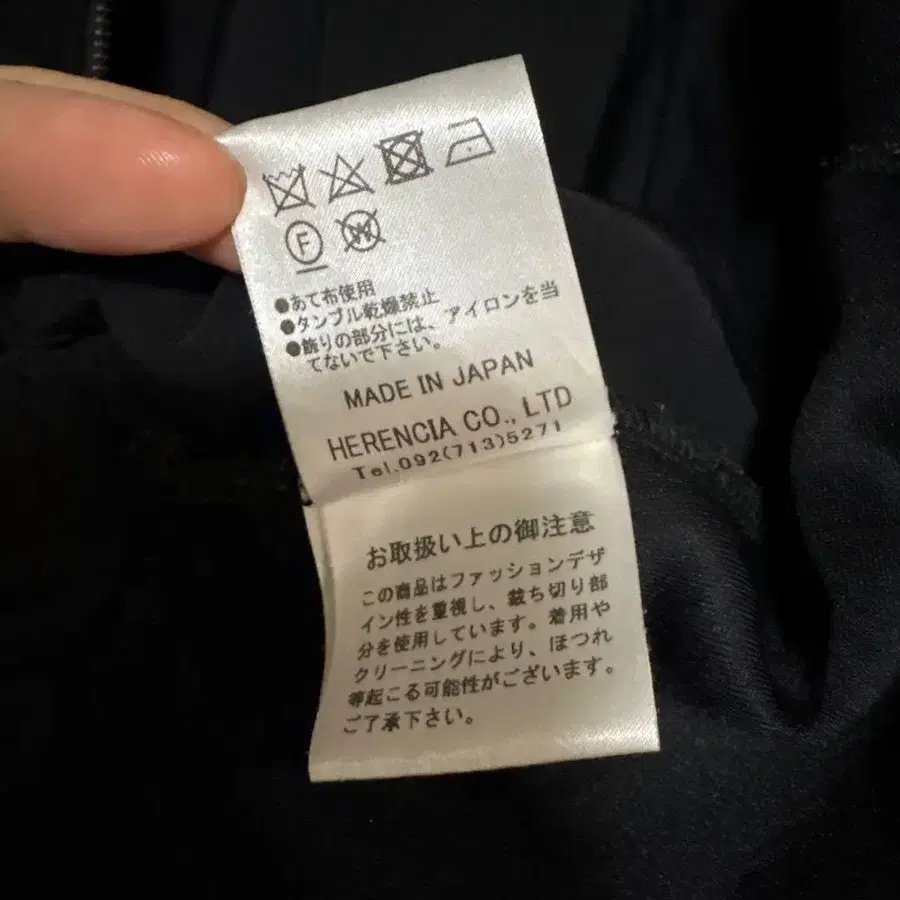 F
W
●あて布使用
●タンブル乾燥禁止
●飾りの部分には、アイロンを当
てないで下さい。
MADE IN JAPAN
HERENCIA CO., LTD
Tel.092(713)5271
お取扱い上の御注意
この商品はファッションデザ
イン性を重視し、裁ち切り部
分を使用しています。着用や
クリーニングにより、ほつれ
等起こる可能性がございます。
ご了承下さい。